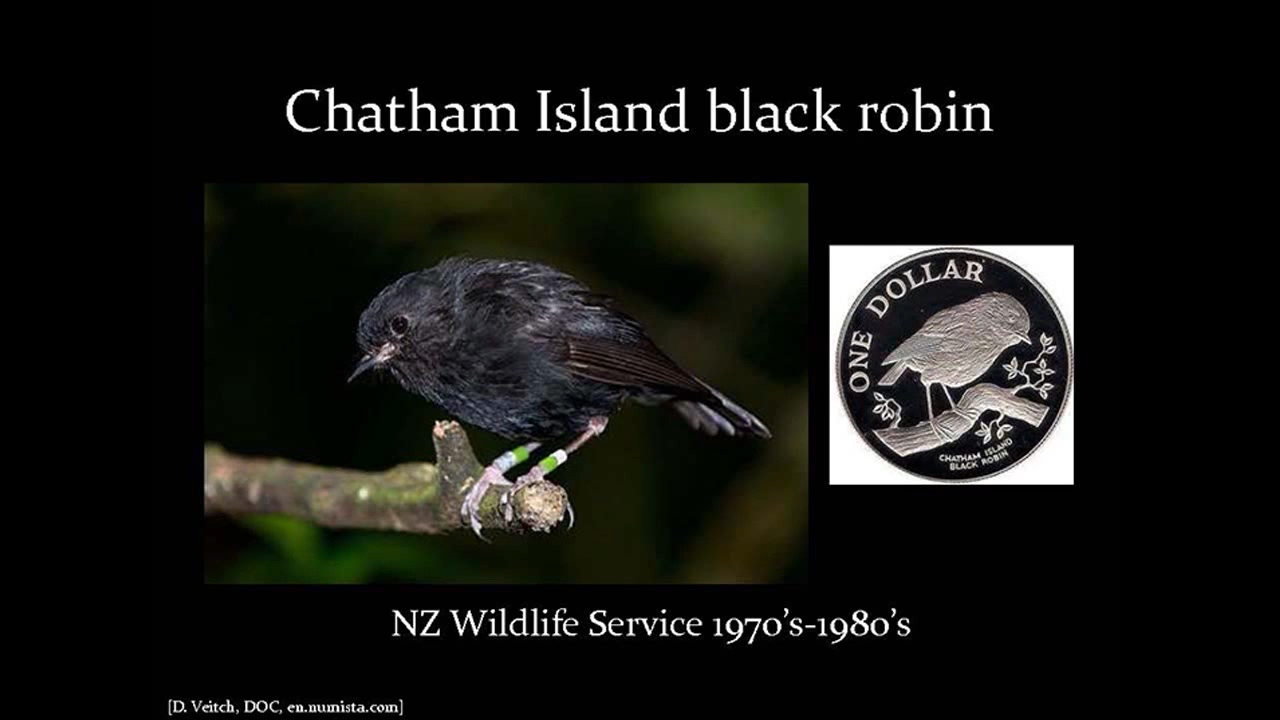 Chatham Island black robin
ONE DOLLAR
CHATHAM ISLAND
BLACK ROBIN
NZ Wildlife Service 1970’s-1980’s
[D. Veitch, DOC, en.numista.com]